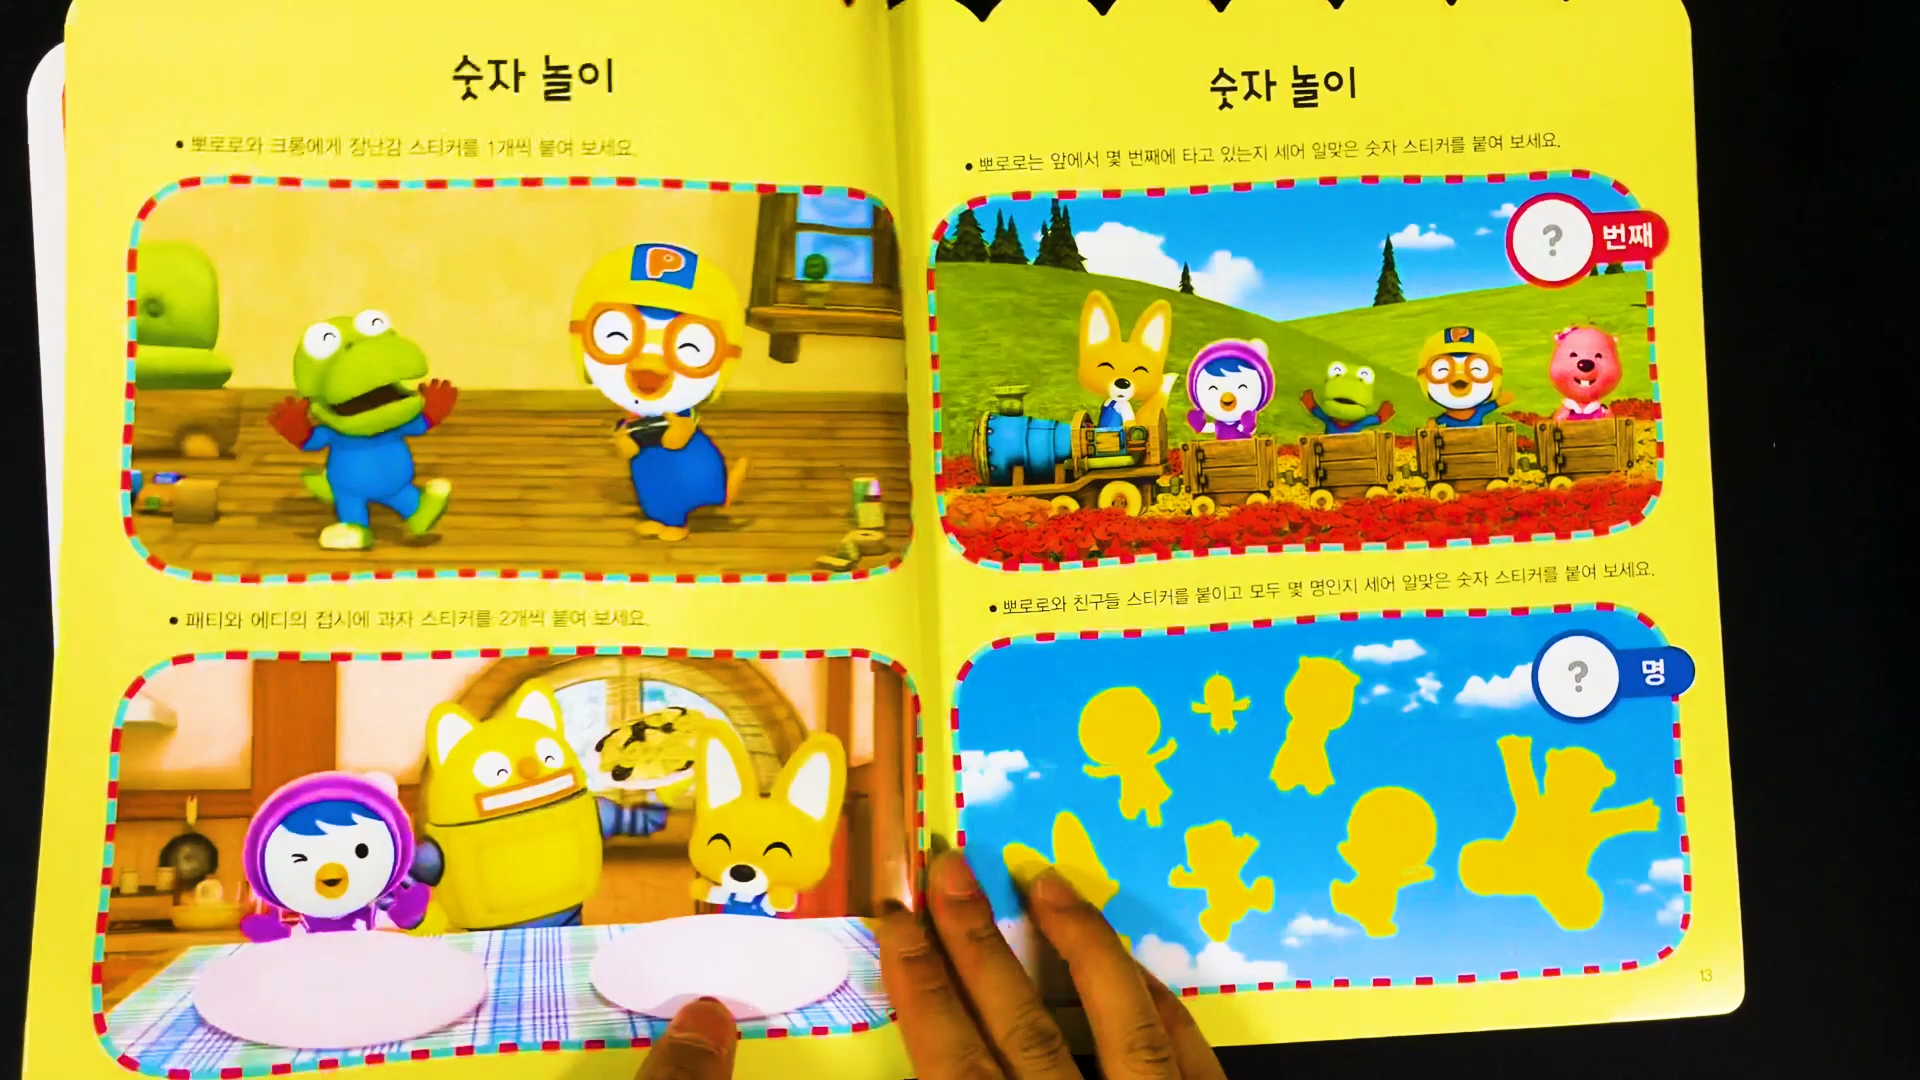 숫자 놀이
• 뽀로로와 크롱에게 장난감 스티커를 1개씩 붙여 보세요.
P
• 패티와 에디의 접시에 과자 스티커를 2개씩 붙여 보세요.
숫자 놀이
• 뽀로로는 앞에서 몇 번째에 타고 있는지 세어 알맞은 숫자 스티커를 붙여 보세요.
? 번째
P
• 뽀로로와 친구들 스티커를 붙이고 모두 몇 명인지 세어 알맞은 숫자 스티커를 붙여 보세요.
? 명
13